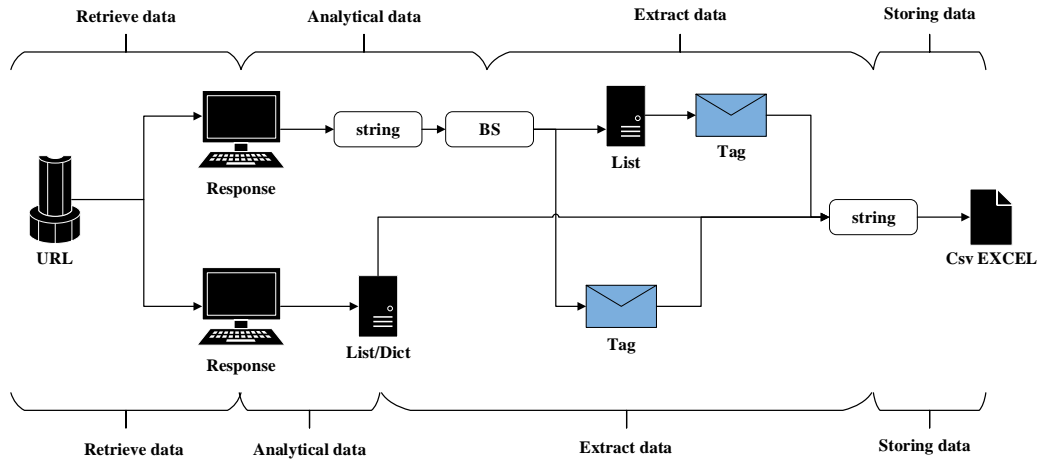 Retrieve data
Analytical data
Extract data
Storing data
string
BS
List
Tag
Response
URL
string
Csv EXCEL
Response
List/Dict
Tag
Retrieve data
Analytical data
Extract data
Storing data